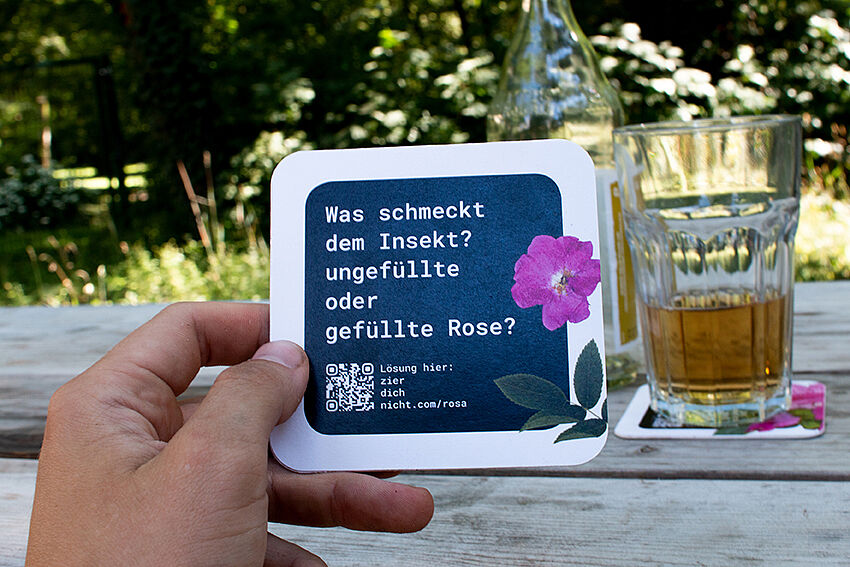 Was schmeckt
dem Insekt?
ungefüllte
oder
gefüllte Rose?
Lösung hier:
zier
dich
nicht.com/rosa